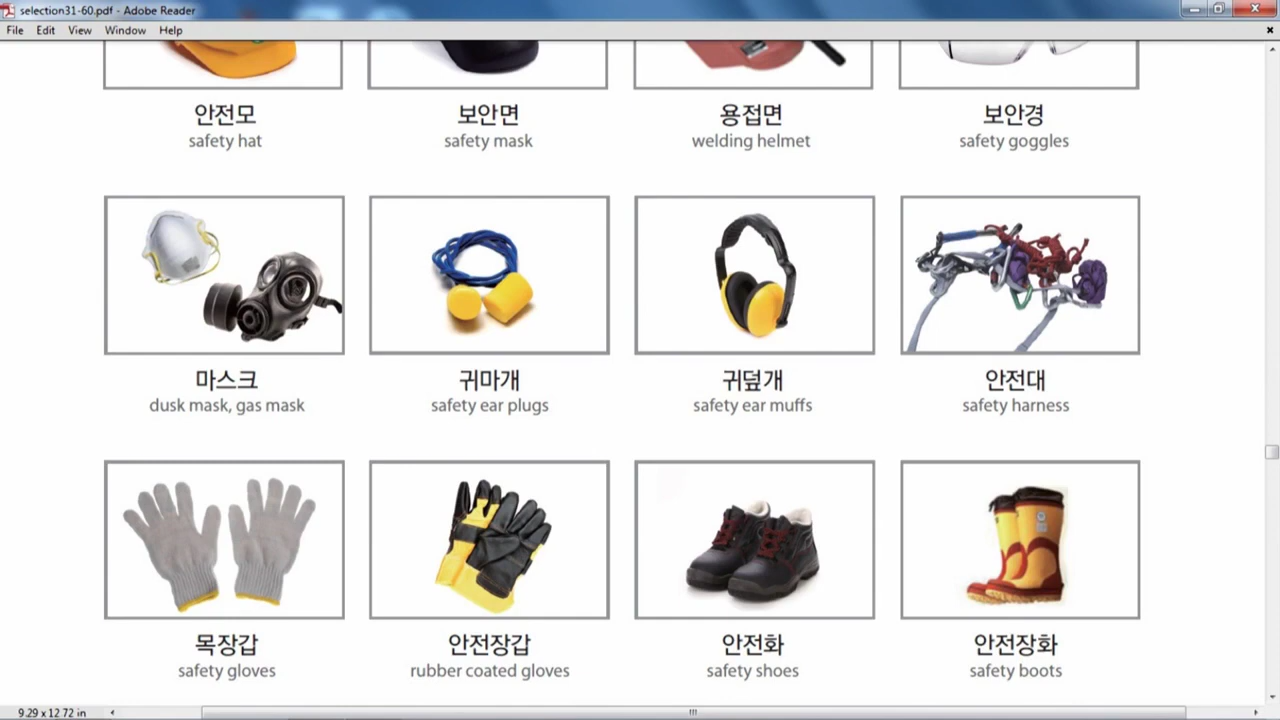 selection31-60.pdf - Adobe Reader
File Edit View Window Help
안전모 보안면 용접면 보안경
safety hat safety mask welding helmet safety goggles
마스크 귀마개 귀덮개 안전대
dusk mask, gas mask safety ear plugs safety ear muffs safety harness
목장갑 안전장갑 안전화 안전장화
safety gloves rubber coated gloves safety shoes safety boots
9.29 x 12.72 in